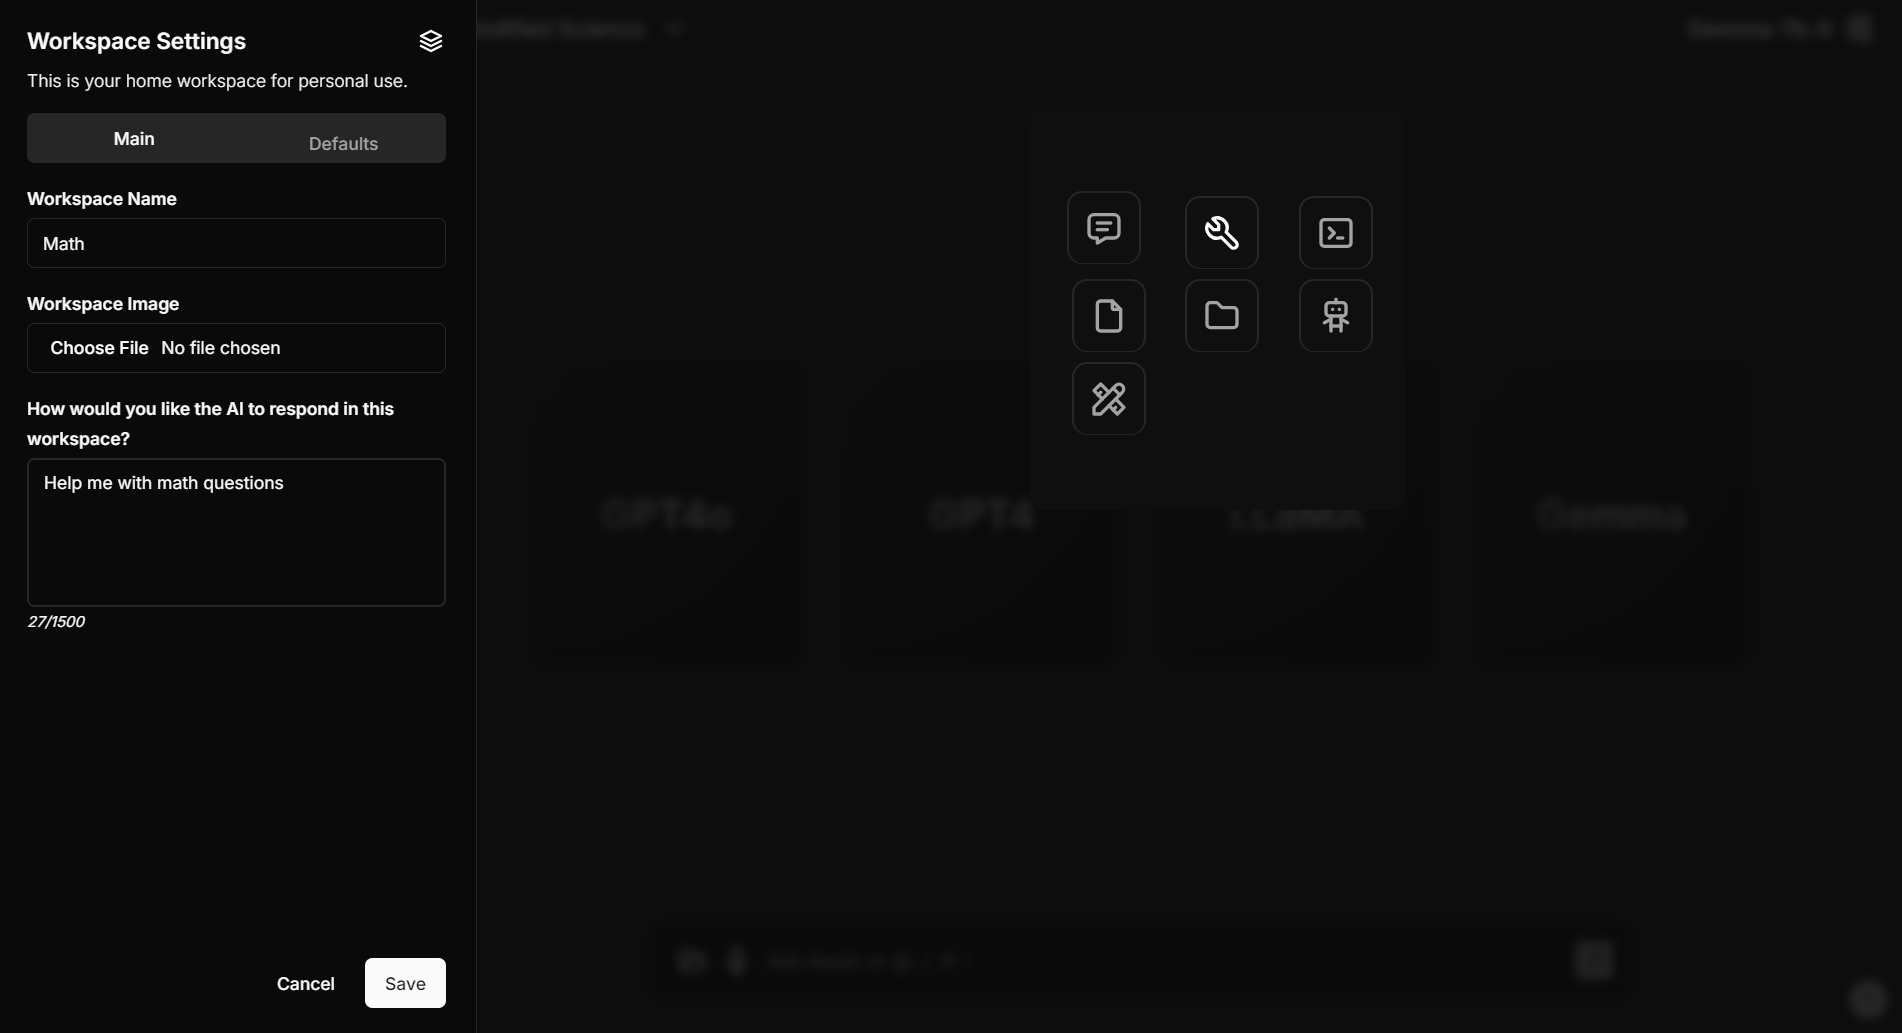 Workspace Settings
This is your home workspace for personal use.
Main
Defaults
Workspace Name
Math
Workspace Image
Choose File No file chosen
How would you like the AI to respond in this
workspace?
Help me with math questions
27/1500
Cancel
Save
GPT4o
GPT4
LLaMA
Gemma